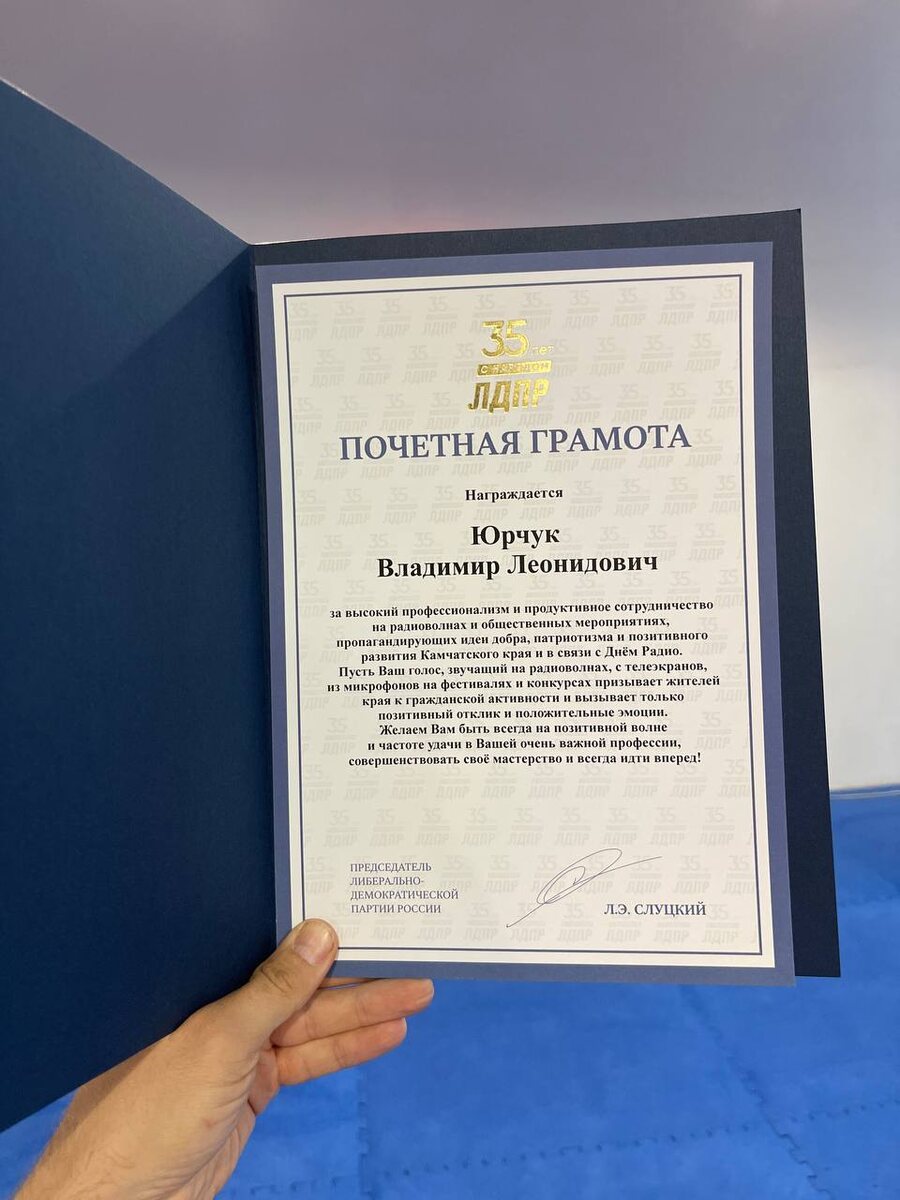 35 лет
ЛДПР
ПОЧЕТНАЯ ГРАМОТА
Награждается
Юрчук
Владимир Леонидович
за высокий профессионализм и продуктивное сотрудничество
на радиоволнах и общественных мероприятиях,
пропагандирующих идеи добра, патриотизма и позитивного
развития Камчатского края и в связи с Днём Радио.
Пусть Ваш голос, звучащий на радиоволнах, с телеэкранов,
из микрофонов на фестивалях и конкурсах призывает жителей
края к гражданской активности и вызывает только
позитивный отклик и положительные эмоции.
Желаем Вам быть всегда на позитивной волне
и частоте удачи в Вашей очень важной профессии,
совершенствовать своё мастерство и всегда идти вперед!
ПРЕДСЕДАТЕЛЬ
ЛИБЕРАЛЬНО-
ДЕМОКРАТИЧЕСКОЙ
ПАРТИИ РОССИИ
Л.Э. СЛУЦКИЙ